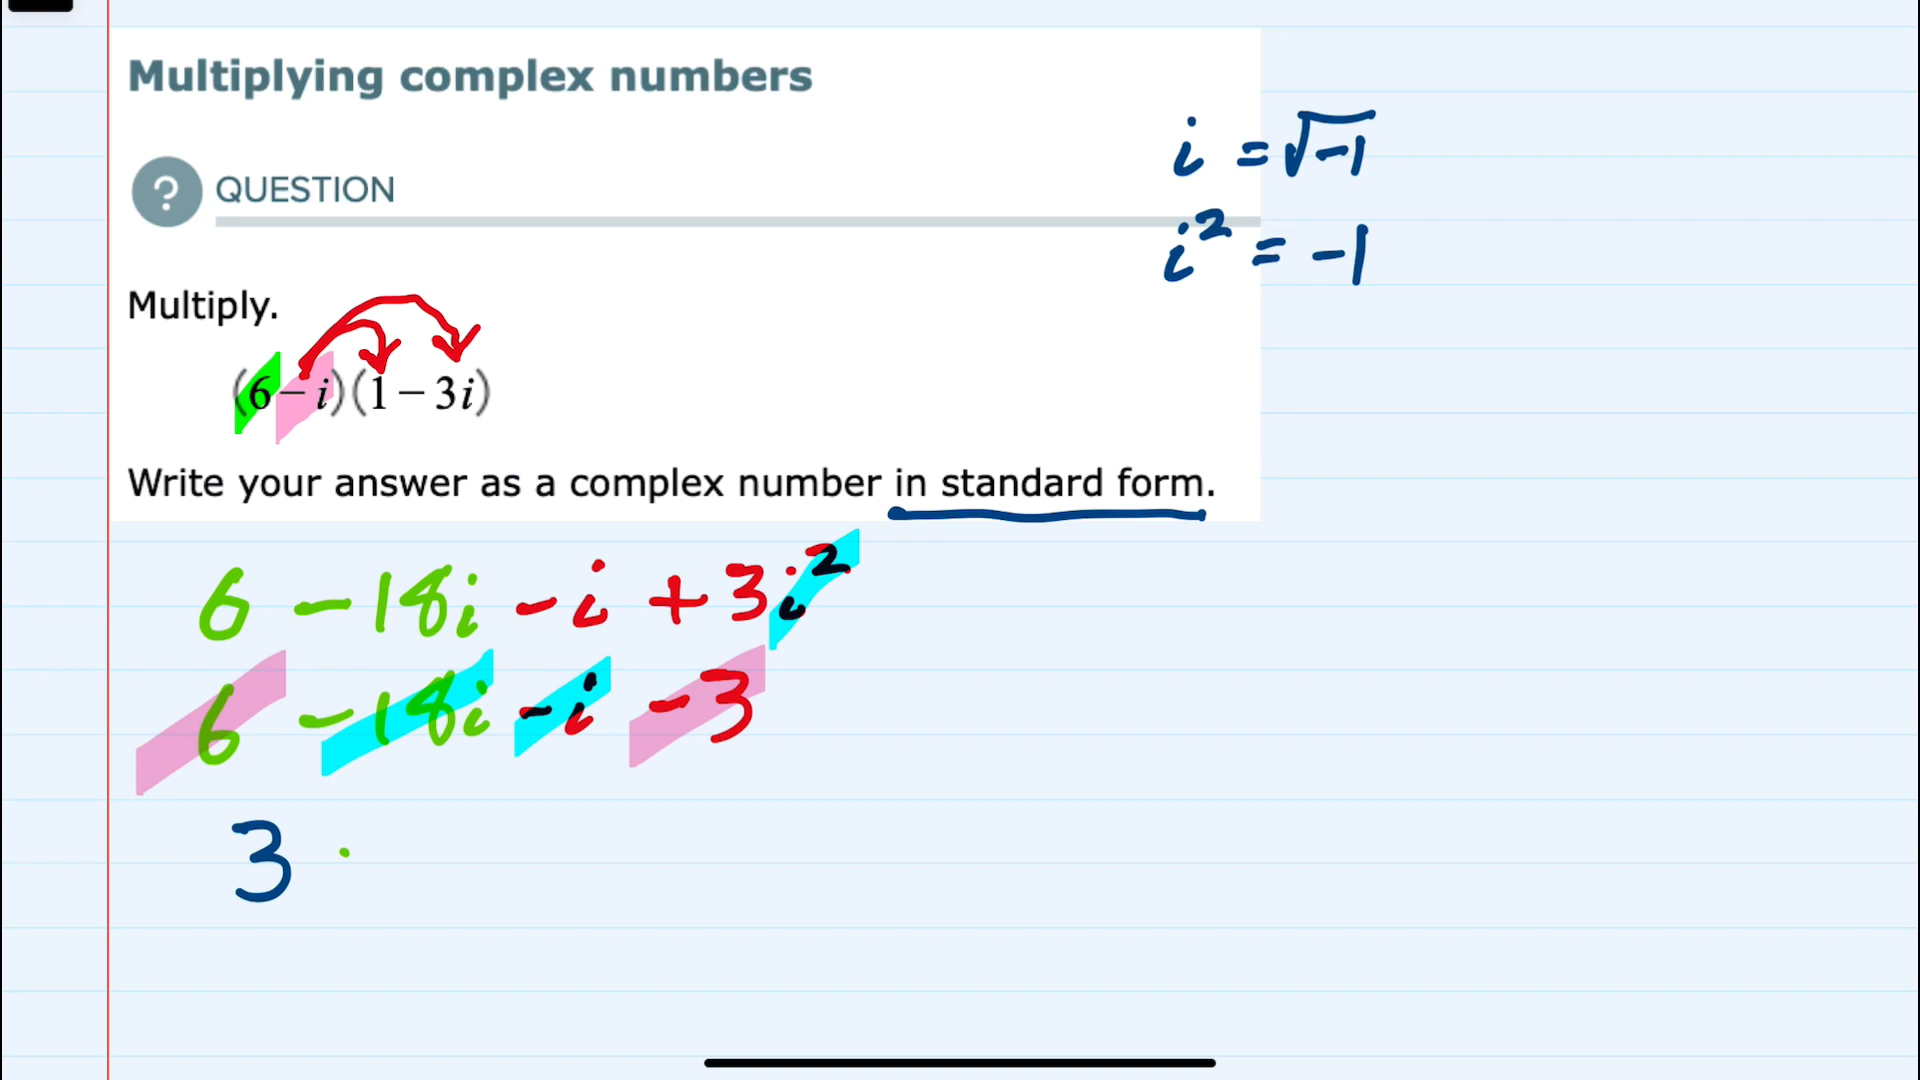 Multiplying complex numbers
i = √-1
? QUESTION
i² = -1
Multiply.
(6 − i)(1 − 3i)
Write your answer as a complex number in standard form.
6 - 18i - i + 3i²
6 - 18i - i - 3
3